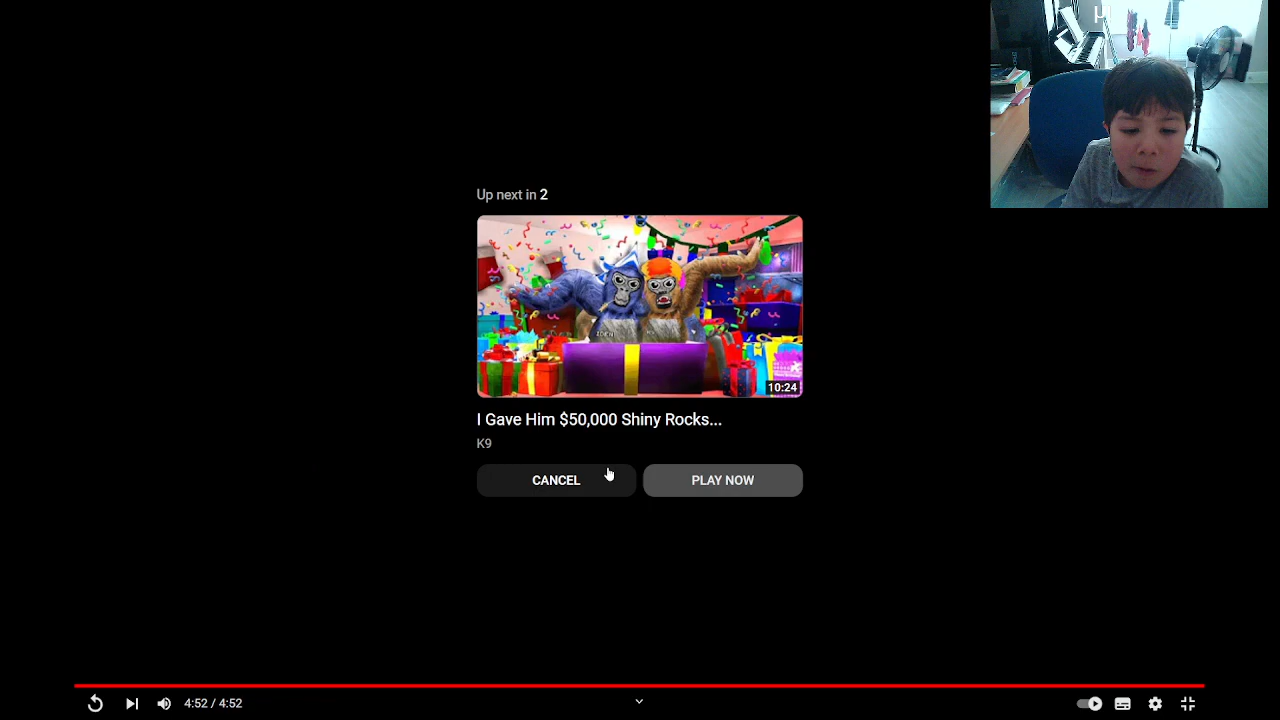 Up next in 2
10:24
I Gave Him $50,000 Shiny Rocks...
K9
CANCEL
PLAY NOW
4:52 / 4:52